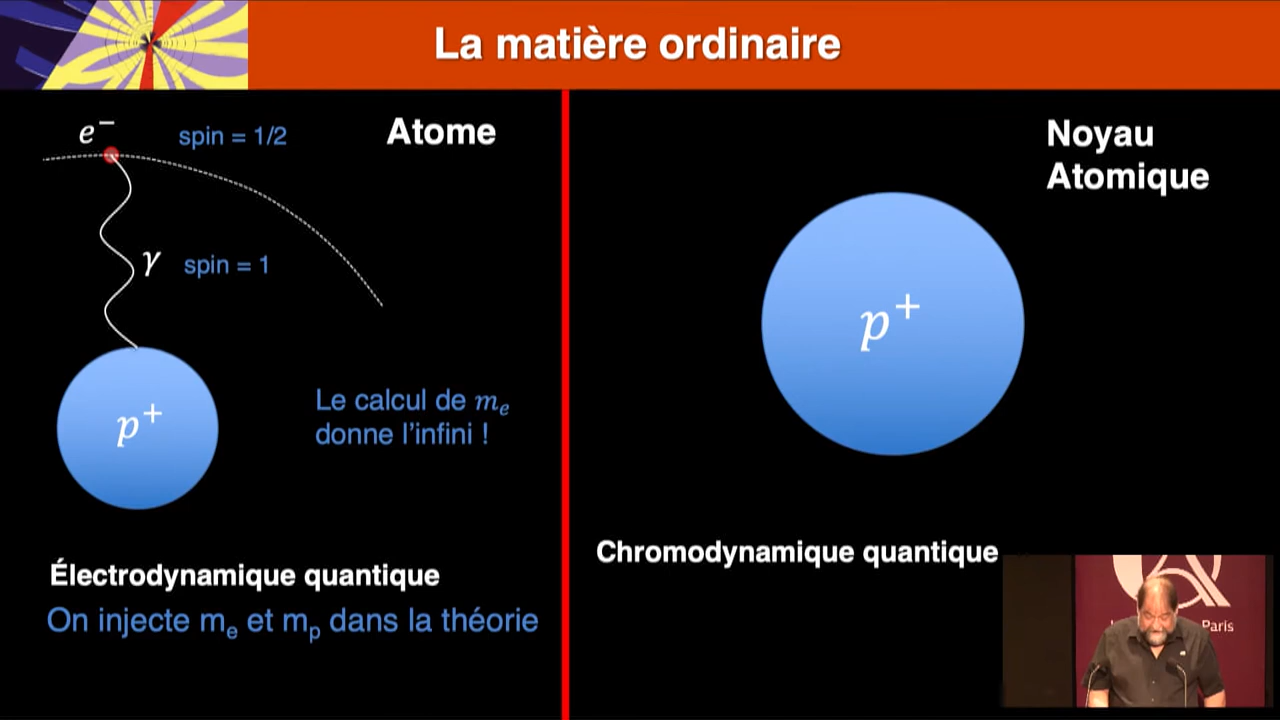 La matière ordinaire
e⁻
spin = 1/2
Atome
γ
spin = 1
p⁺
Le calcul de mₑ
donne l'infini !
Électrodynamique quantique
On injecte mₑ et mₚ dans la théorie
Noyau
Atomique
p⁺
Chromodynamique quantique
Paris